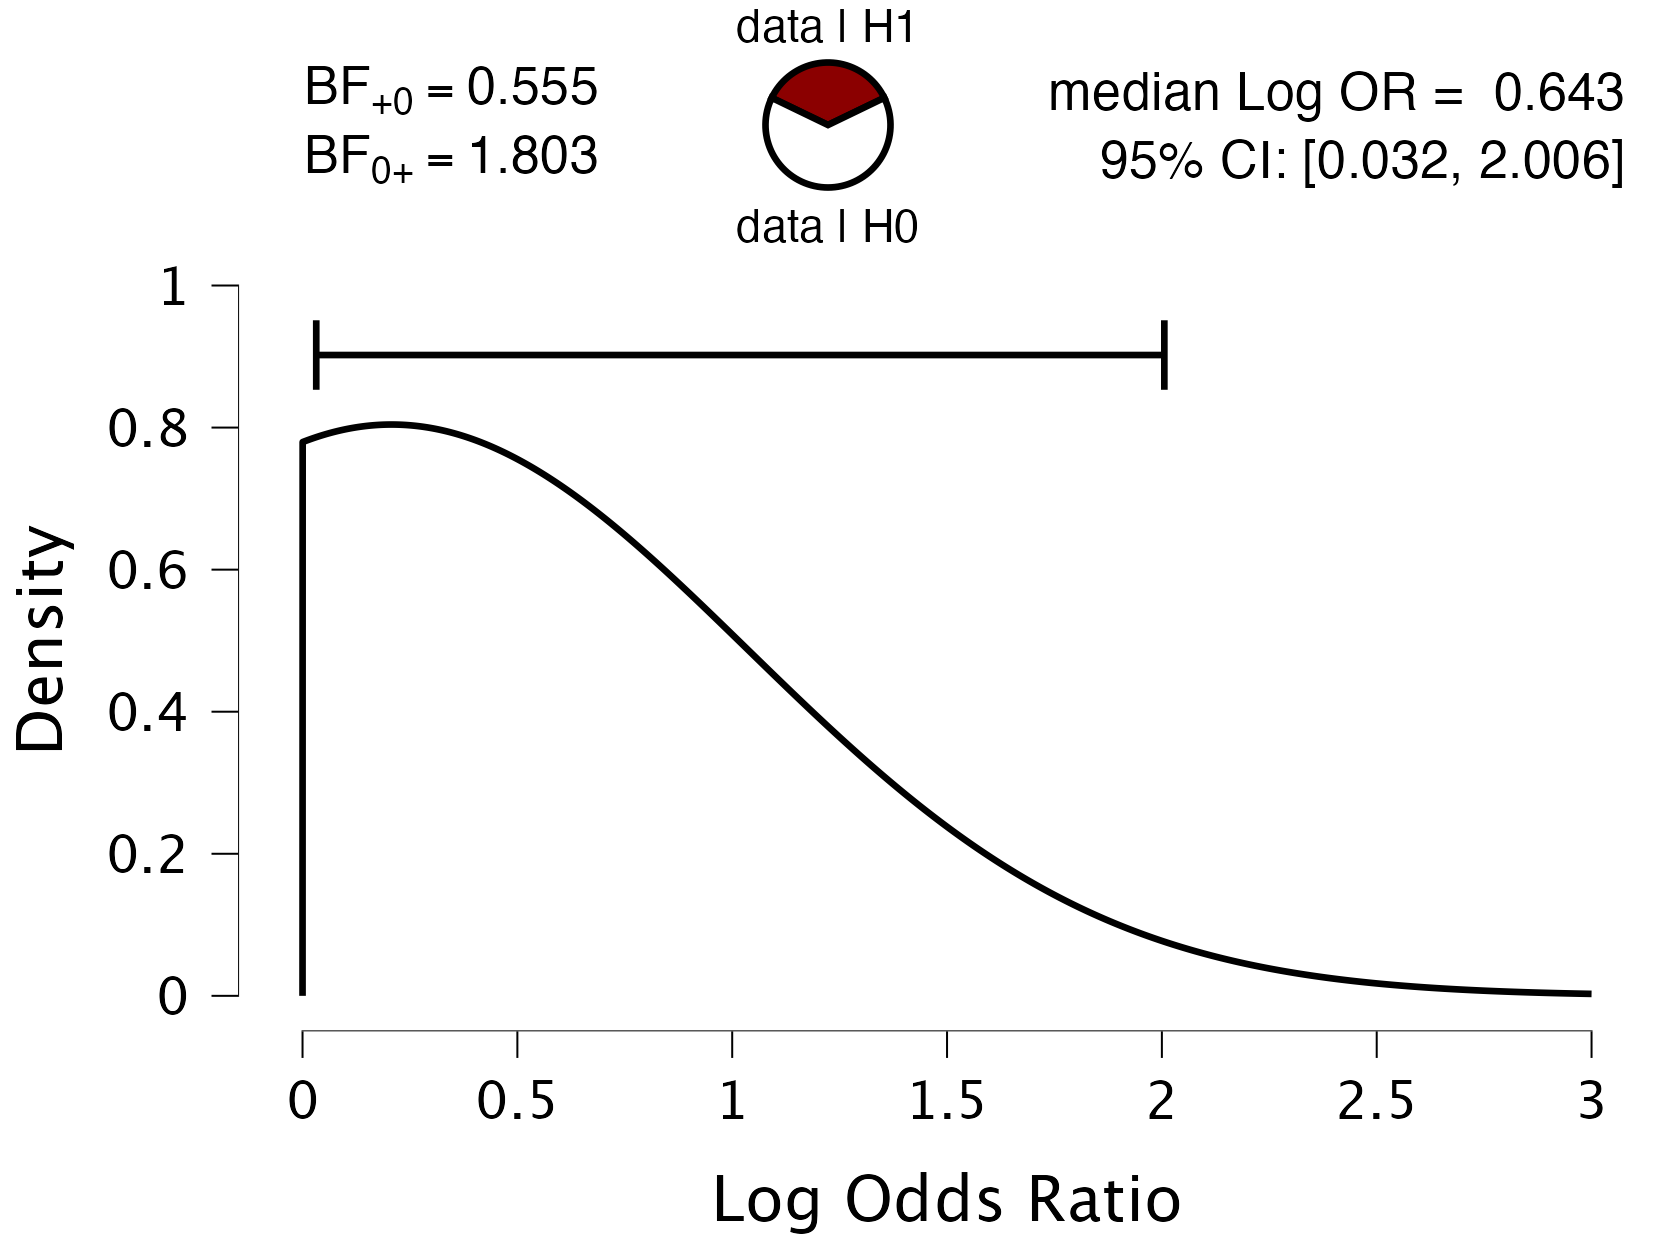 data | H1
BF+0 = 0.555
BF0+ = 1.803
median Log OR = 0.643
95% CI: [0.032, 2.006]
data | H0
1
0.8
0.6
0.4
0.2
0
Density
0 0.5 1 1.5 2 2.5 3
Log Odds Ratio